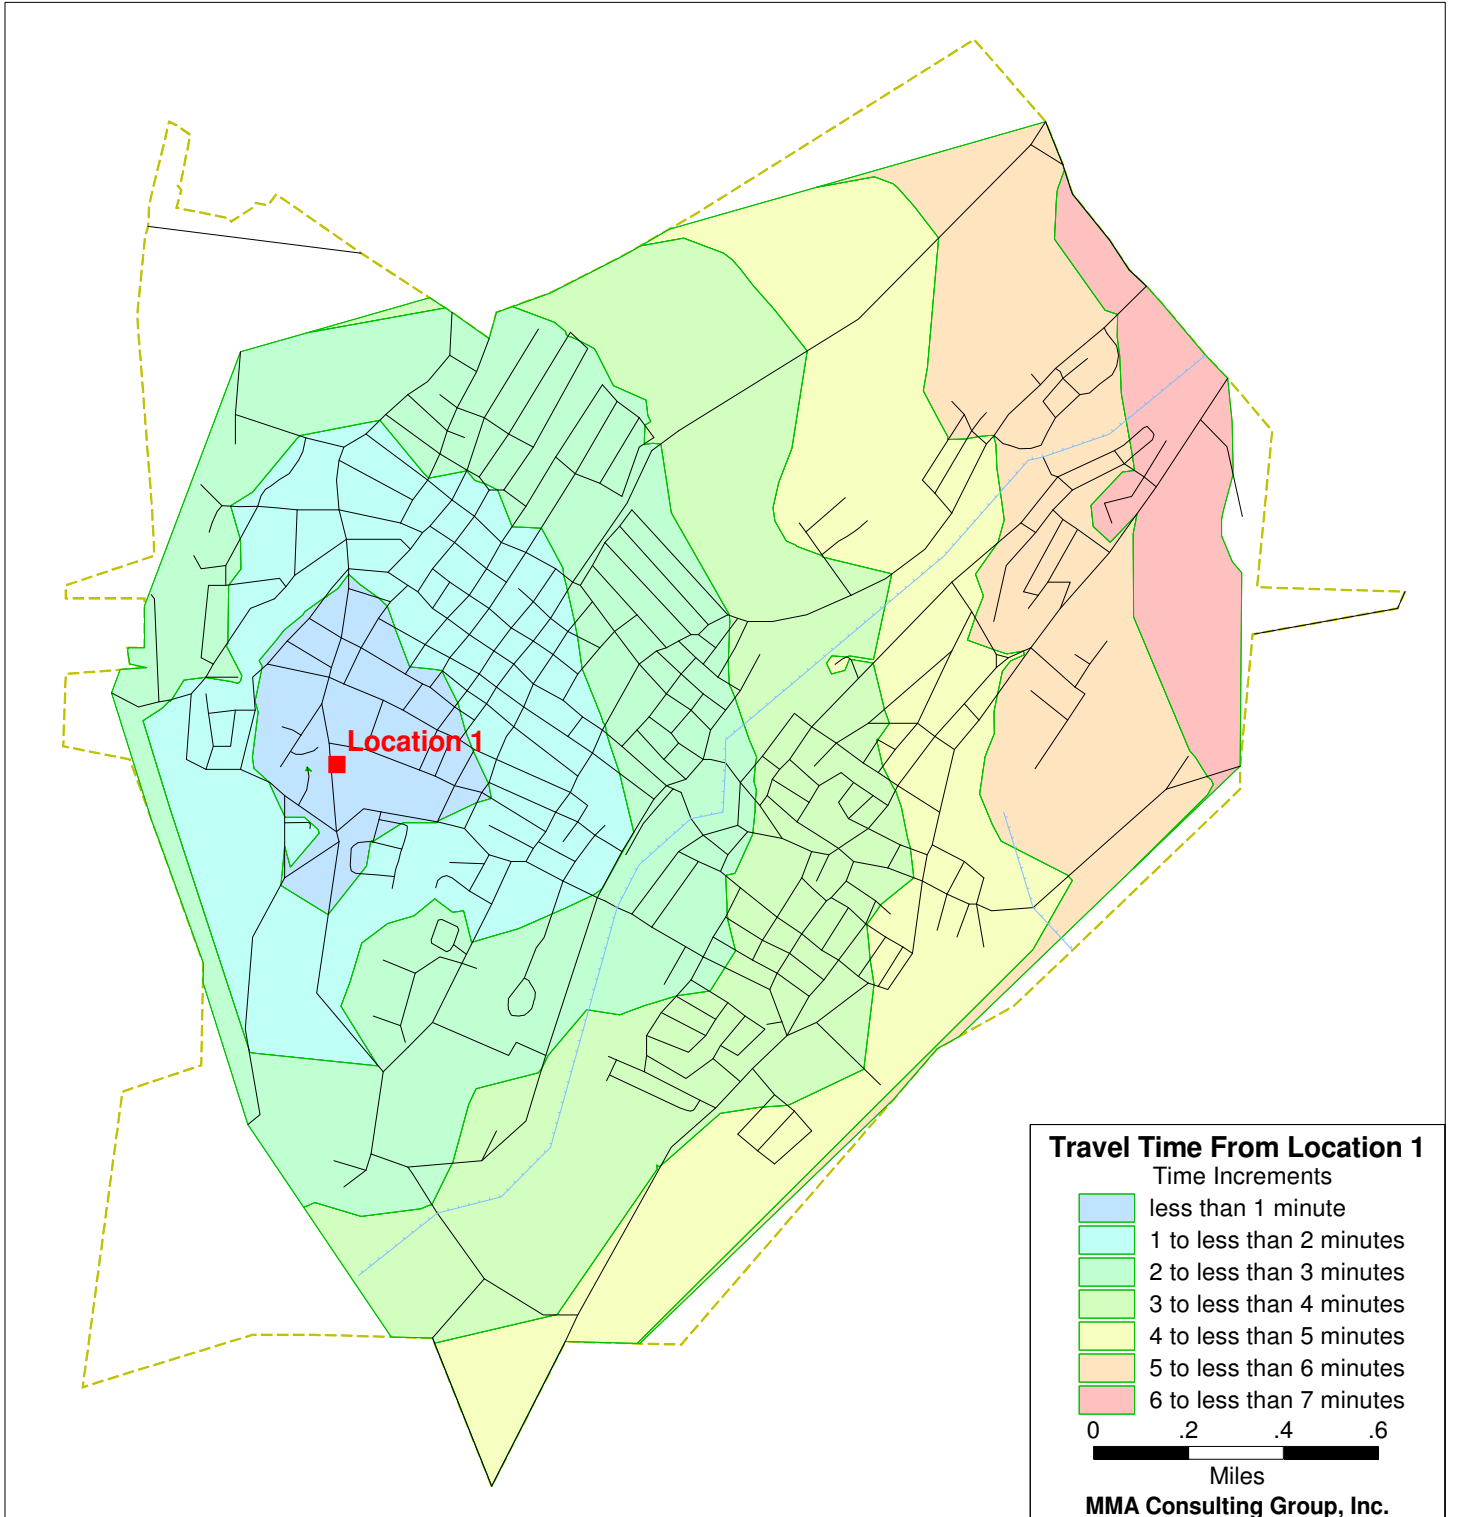 Location 1
Travel Time From Location 1
Time Increments
less than 1 minute
1 to less than 2 minutes
2 to less than 3 minutes
3 to less than 4 minutes
4 to less than 5 minutes
5 to less than 6 minutes
6 to less than 7 minutes
0 .2 .4 .6
Miles
MMA Consulting Group, Inc.